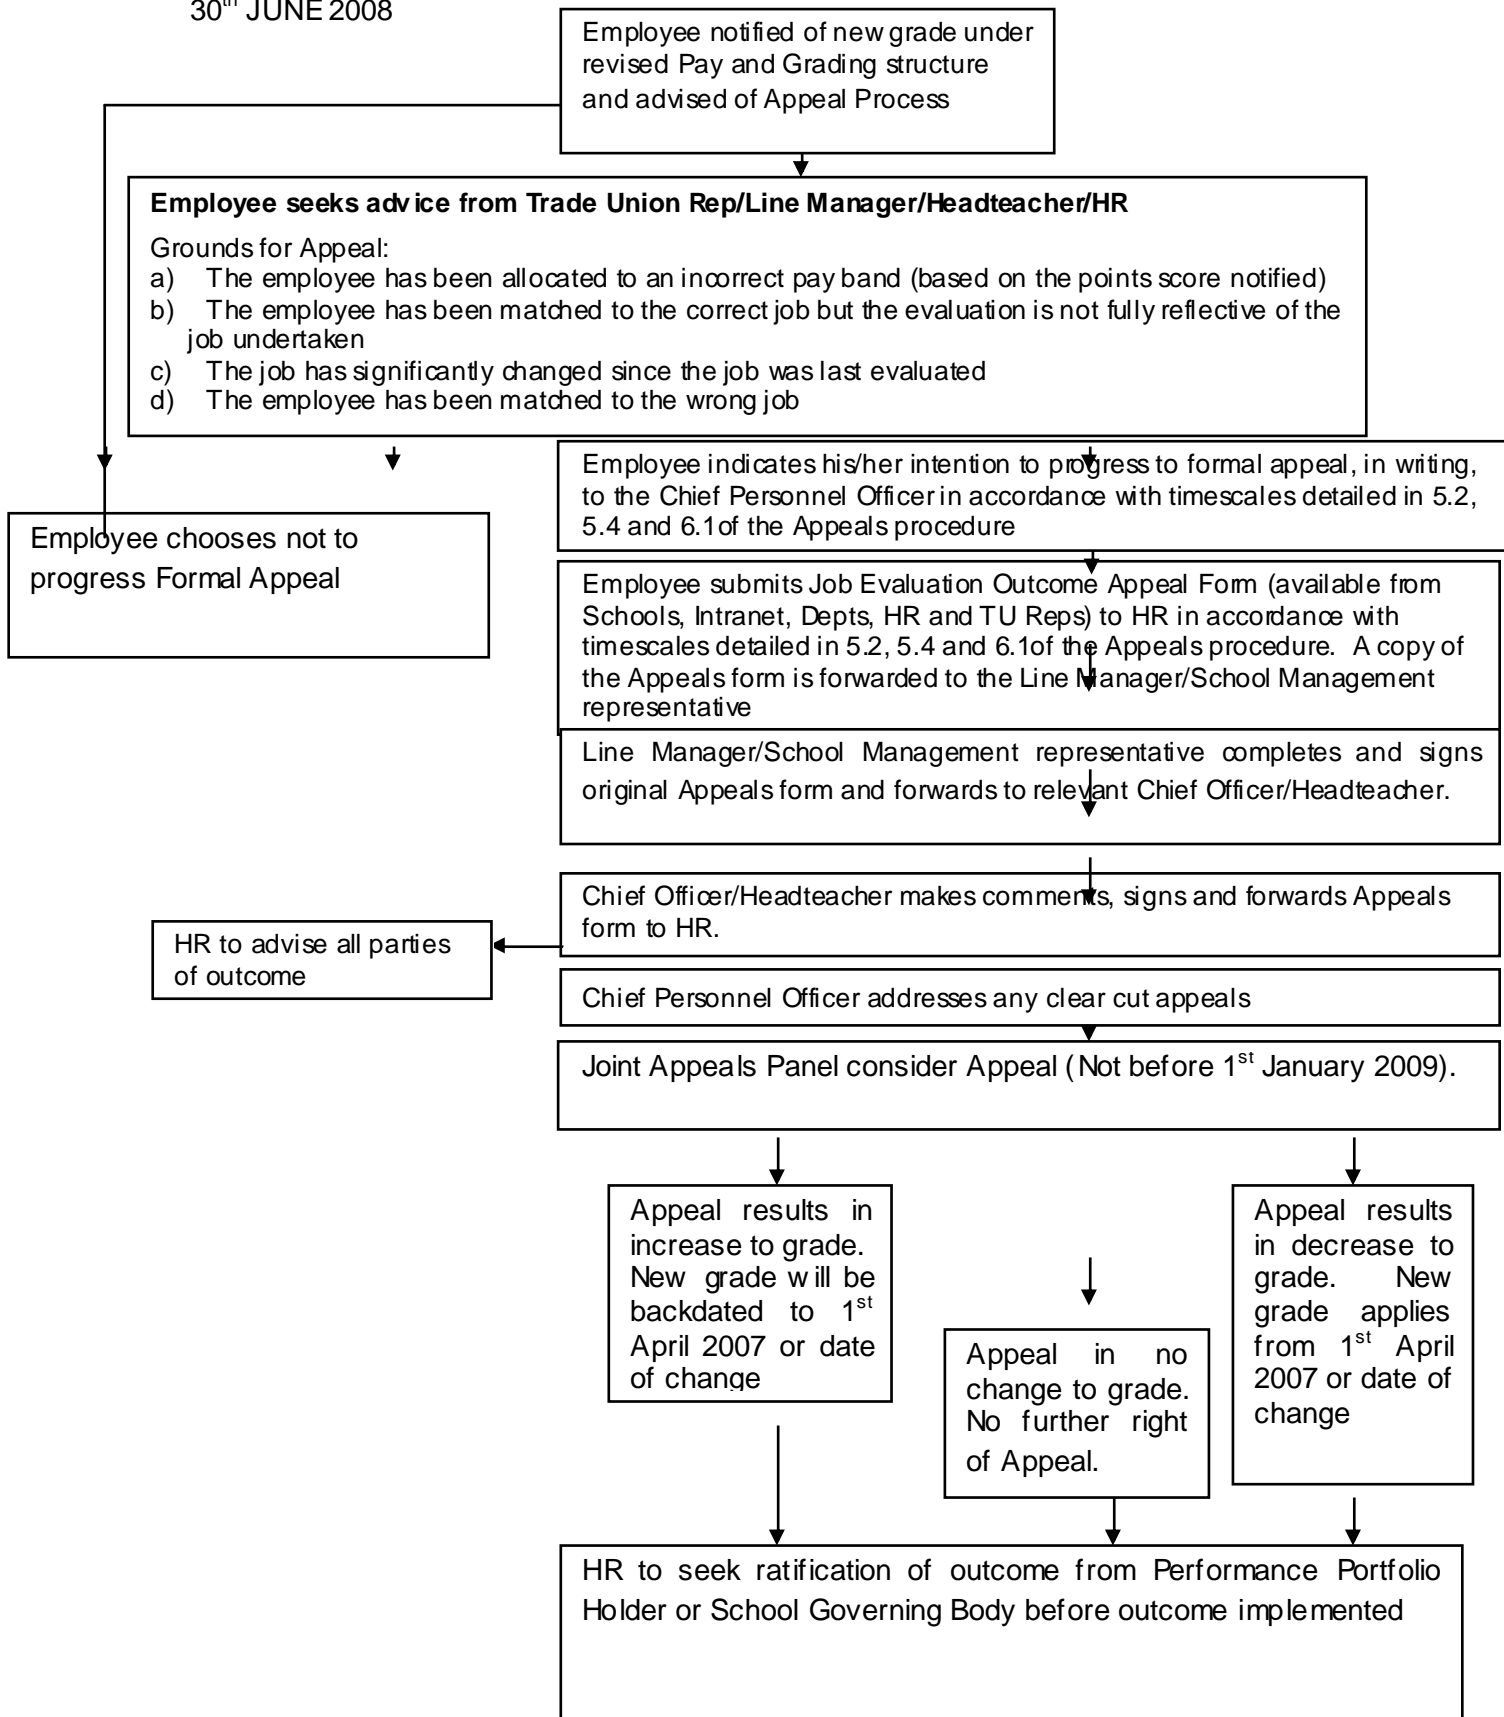 30th JUNE 2008
Employee notified of new grade under
revised Pay and Grading structure
and advised of Appeal Process
Employee seeks advice from Trade Union Rep/Line Manager/Headteacher/HR
Grounds for Appeal:
a) The employee has been allocated to an incorrect pay band (based on the points score notified)
b) The employee has been matched to the correct job but the evaluation is not fully reflective of the
job undertaken
c) The job has significantly changed since the job was last evaluated
d) The employee has been matched to the wrong job
Employee indicates his/her intention to progress to formal appeal, in writing,
to the Chief Personnel Officer in accordance with timescales detailed in 5.2,
5.4 and 6.1of the Appeals procedure
Employee chooses not to
progress Formal Appeal
Employee submits Job Evaluation Outcome Appeal Form (available from
Schools, Intranet, Depts, HR and TU Reps) to HR in accordance with
timescales detailed in 5.2, 5.4 and 6.1of the Appeals procedure. A copy of
the Appeals form is forwarded to the Line Manager/School Management
representative
Line Manager/School Management representative completes and signs
original Appeals form and forwards to relevant Chief Officer/Headteacher.
Chief Officer/Headteacher makes comments, signs and forwards Appeals
form to HR.
HR to advise all parties
of outcome
Chief Personnel Officer addresses any clear cut appeals
Joint Appeals Panel consider Appeal (Not before 1st January 2009).
Appeal results in
increase to grade.
New grade will be
backdated to 1st
April 2007 or date
of change
Appeal in no
change to grade.
No further right
of Appeal.
Appeal results
in decrease to
grade. New
grade applies
from 1st April
2007 or date of
change
HR to seek ratification of outcome from Performance Portfolio
Holder or School Governing Body before outcome implemented